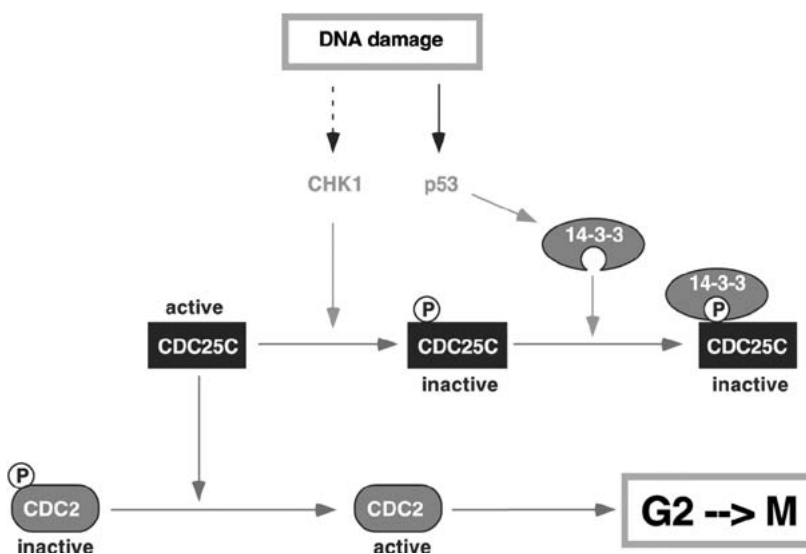 DNA damage
CHK1 p53
14-3-3
14-3-3
active P P
CDC25C CDC25C CDC25C
inactive inactive
P
CDC2 CDC2 G2 --> M
inactive active